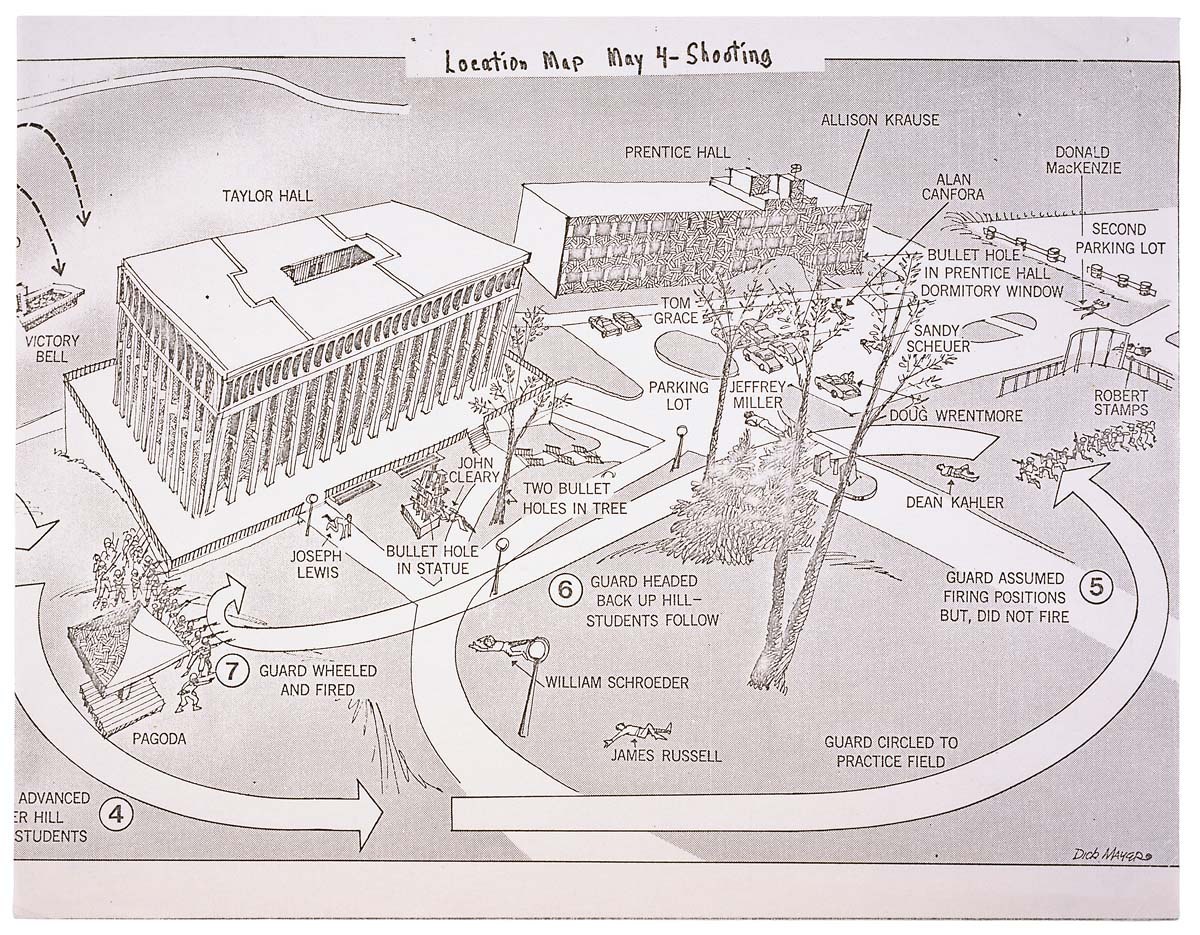 Location Map May 4-Shooting
ALLISON KRAUSE
PRENTICE HALL
DONALD
MacKENZIE
ALAN
CANFORA
TAYLOR HALL
SECOND
PARKING LOT
BULLET HOLE
IN PRENTICE HALL
DORMITORY WINDOW
TOM
GRACE
SANDY
SCHEUER
VICTORY
BELL
PARKING
LOT
JEFFREY
MILLER
ROBERT
STAMPS
DOUG WRENTMORE
JOHN
CLEARY
TWO BULLET
HOLES IN TREE
DEAN KAHLER
JOSEPH
LEWIS
BULLET HOLE
IN STATUE
6 GUARD HEADED
BACK UP HILL—
STUDENTS FOLLOW
GUARD ASSUMED
FIRING POSITIONS
BUT, DID NOT FIRE
5
7 GUARD WHEELED
AND FIRED
WILLIAM SCHROEDER
PAGODA
JAMES RUSSELL
GUARD CIRCLED TO
PRACTICE FIELD
ADVANCED
ER HILL
STUDENTS
4
Dick MAYER